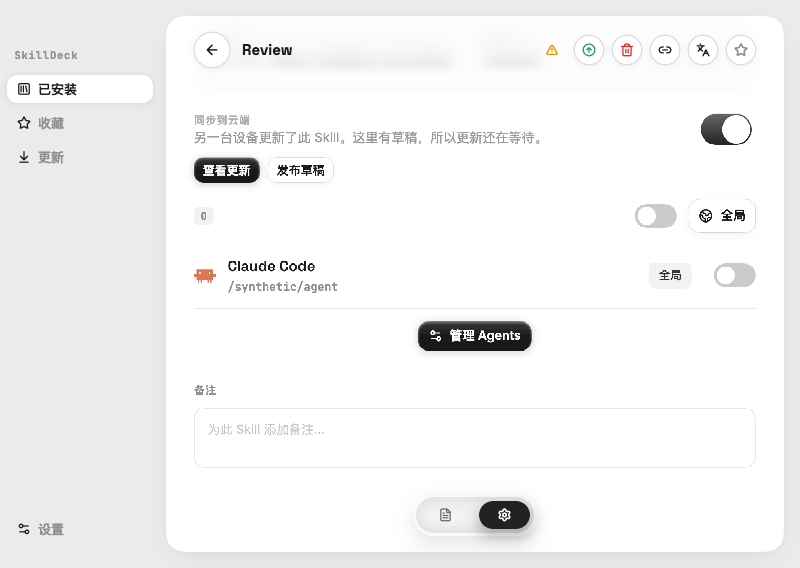 SkillDeck
已安装
收藏
更新
设置
Review
同步到云端
另一台设备更新了此 Skill。这里有草稿，所以更新还在等待。
查看更新
发布草稿
0
全局
Claude Code
全局
/synthetic/agent
管理 Agents
备注
为此 Skill 添加备注...